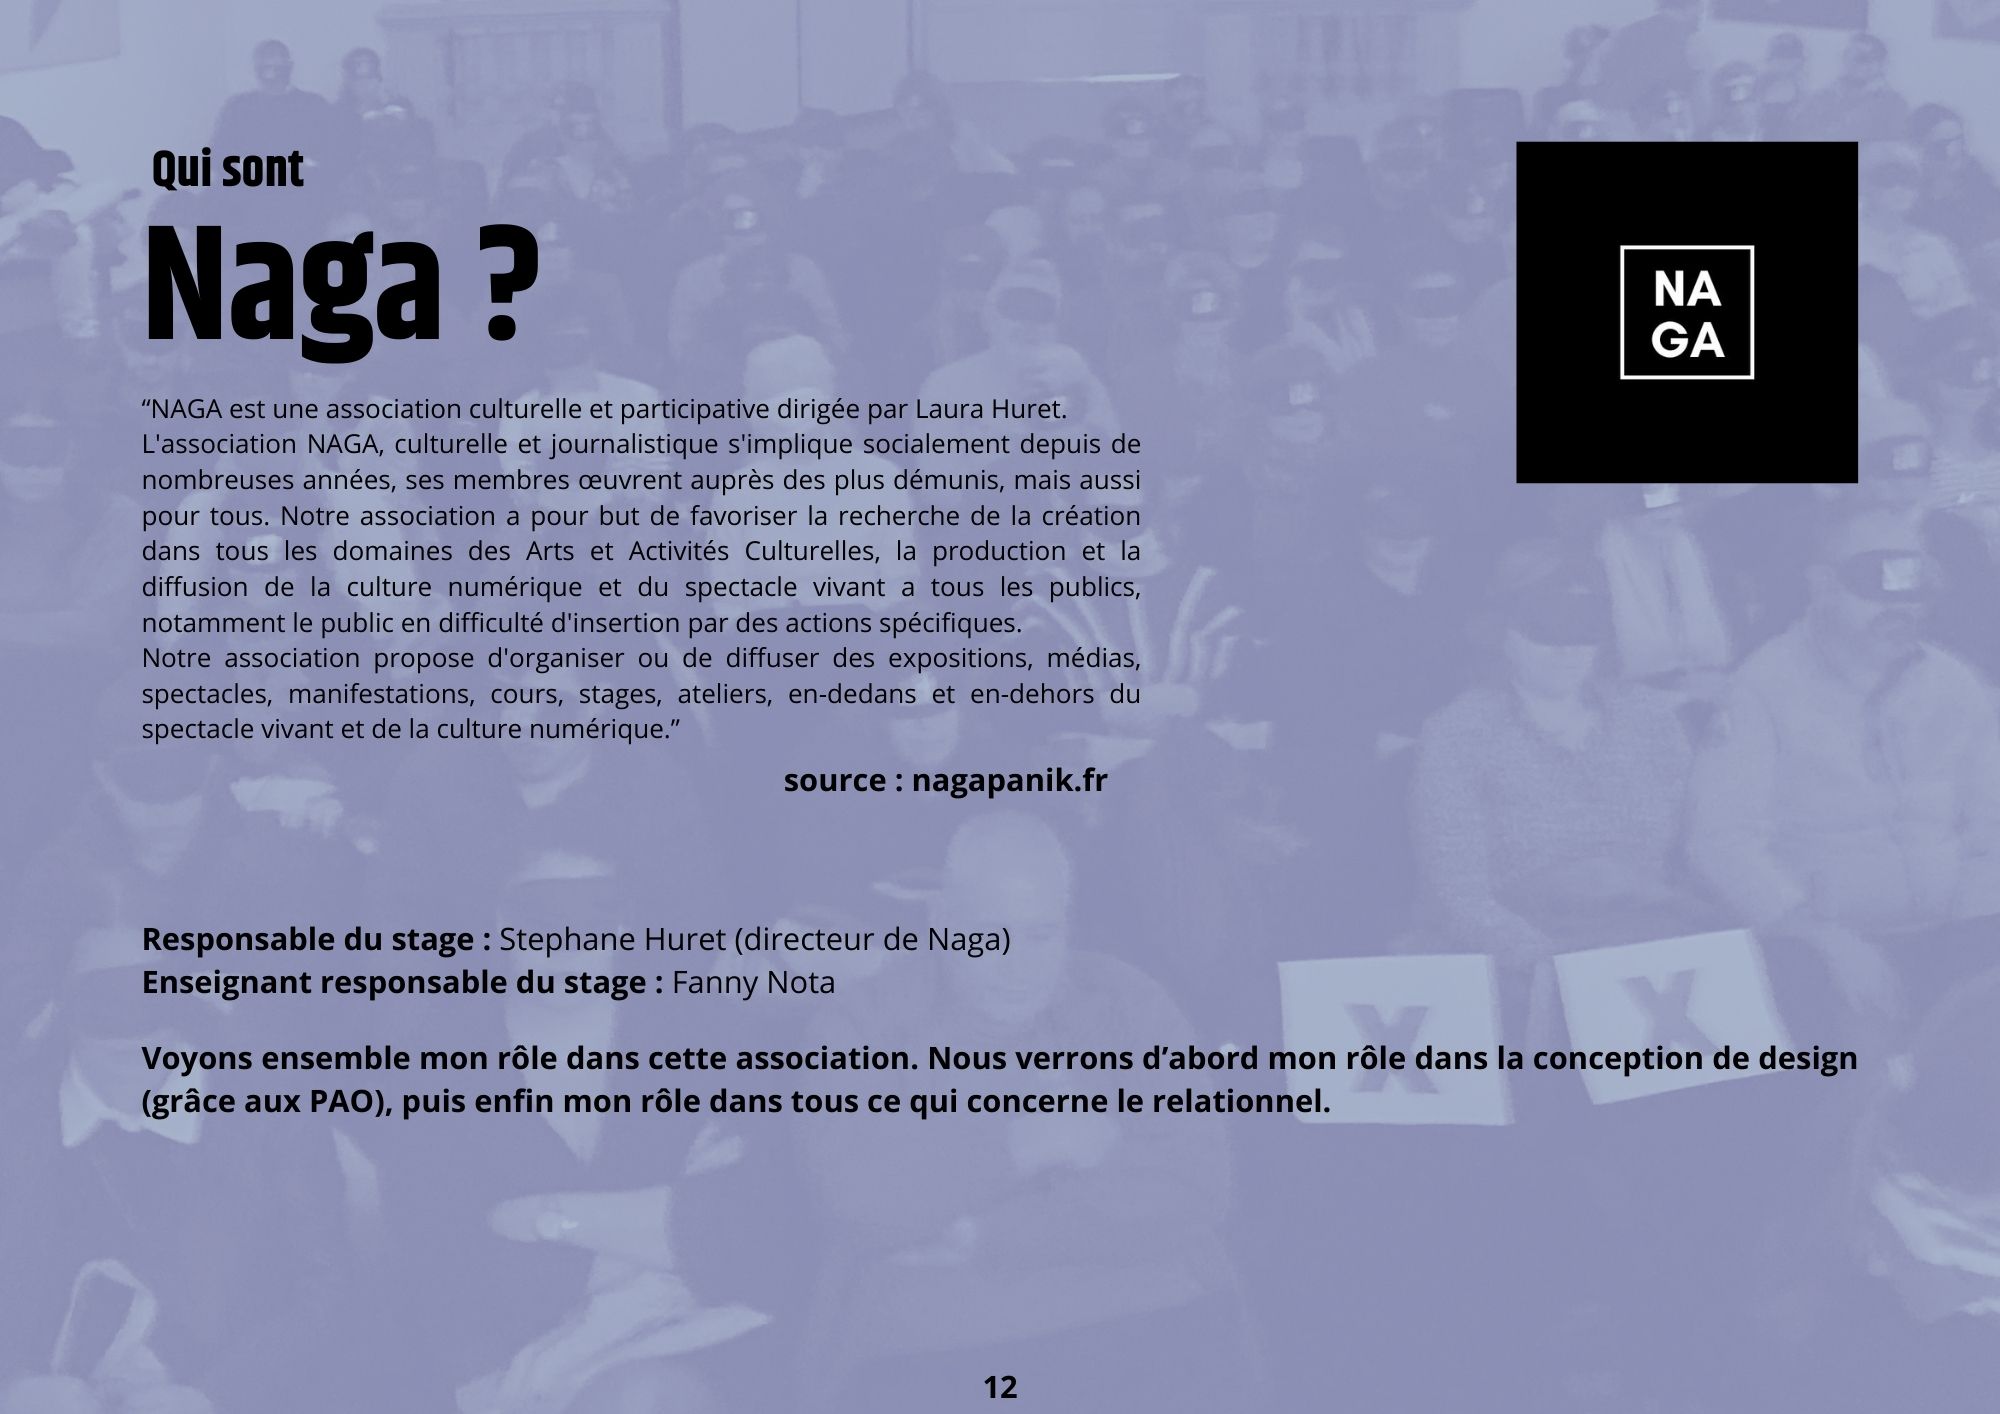 Qui sont
Naga ?
NA
GA
“NAGA est une association culturelle et participative dirigée par Laura Huret.
L'association NAGA, culturelle et journalistique s'implique socialement depuis de
nombreuses années, ses membres œuvrent auprès des plus démunis, mais aussi
pour tous. Notre association a pour but de favoriser la recherche de la création
dans tous les domaines des Arts et Activités Culturelles, la production et la
diffusion de la culture numérique et du spectacle vivant a tous les publics,
notamment le public en difficulté d'insertion par des actions spécifiques.
Notre association propose d'organiser ou de diffuser des expositions, médias,
spectacles, manifestations, cours, stages, ateliers, en-dedans et en-dehors du
spectacle vivant et de la culture numérique.”
source : nagapanik.fr
Responsable du stage : Stephane Huret (directeur de Naga)
Enseignant responsable du stage : Fanny Nota
Voyons ensemble mon rôle dans cette association. Nous verrons d’abord mon rôle dans la conception de design
(grâce aux PAO), puis enfin mon rôle dans tous ce qui concerne le relationnel.
X X
12